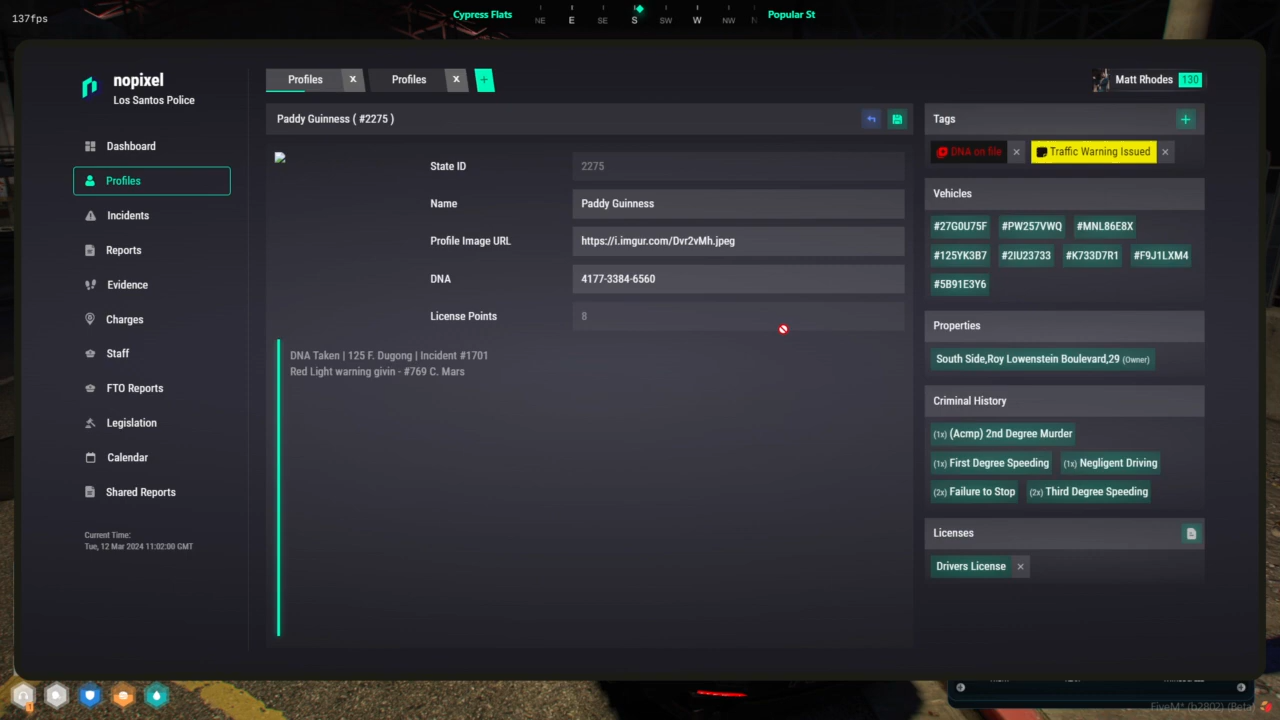 137fps
Cypress Flats
NE E SE S SW W NW N
Popular St
nopixel
Los Santos Police
Profiles x
Profiles x
+
Matt Rhodes 130
Dashboard
Profiles
Incidents
Reports
Evidence
Charges
Staff
FTO Reports
Legislation
Calendar
Shared Reports
Current Time:
Tue, 12 Mar 2024 11:02:00 GMT
Paddy Guinness ( #2275 )
State ID 2275
Name Paddy Guinness
Profile Image URL https://i.imgur.com/Dvr2vMh.jpeg
DNA 4177-3384-6560
License Points 8
DNA Taken | 125 F. Dugong | Incident #1701
Red Light warning givin - #769 C. Mars
Tags +
DNA on file × Traffic Warning Issued ×
Vehicles
#27G0U75F #PW257VWQ #MNL86E8X
#125YK3B7 #2IU23733 #K733D7R1 #F9J1LXM4
#5B91E3Y6
Properties
South Side,Roy Lowenstein Boulevard,29 (Owner)
Criminal History
(1x) (Acmp) 2nd Degree Murder
(1x) First Degree Speeding (1x) Negligent Driving
(2x) Failure to Stop (2x) Third Degree Speeding
Licenses
Drivers License ×
FiveM* (b2802) (Beta)